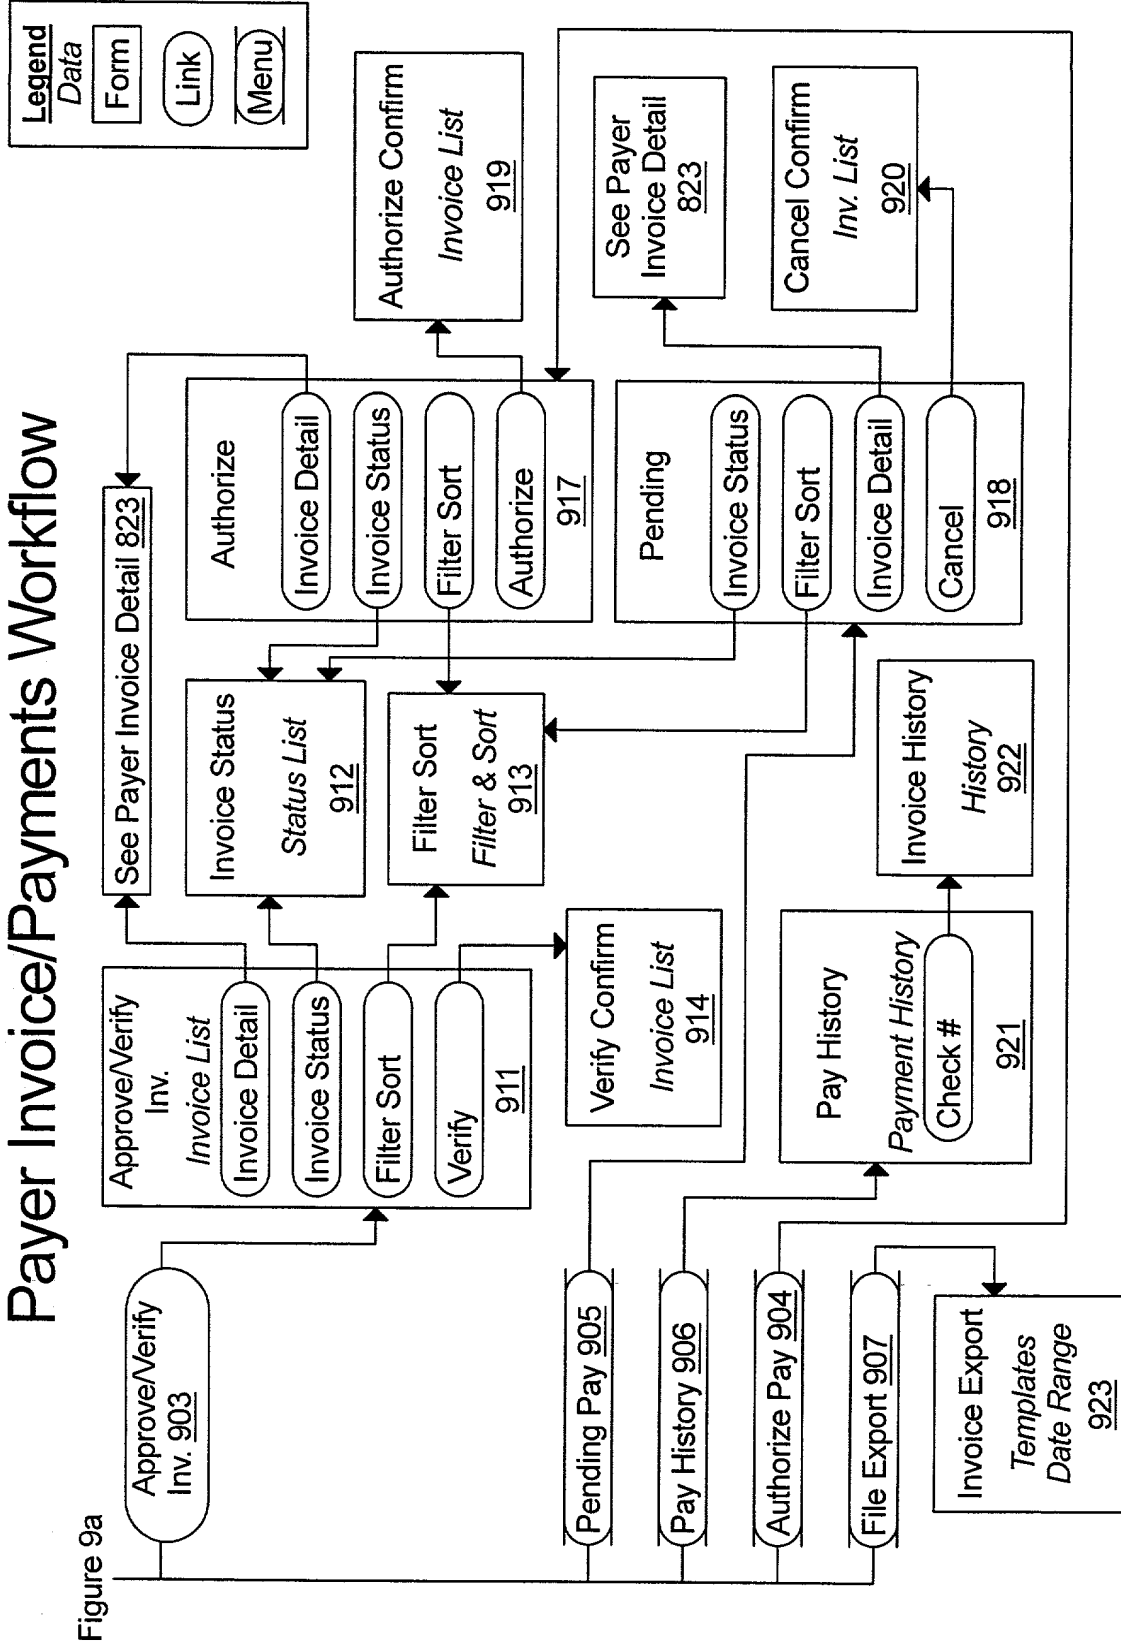 Figure 9a
Payer Invoice/Payments Workflow
Legend
Data
Form
Link
Menu
Approve/Verify
Inv. 903
Approve/Verify
Inv.
Invoice List
Invoice Detail
Invoice Status
Filter Sort
Verify
911
See Payer Invoice Detail 823
Invoice Status
Status List
912
Filter Sort
Filter & Sort
913
Verify Confirm
Invoice List
914
Authorize
Invoice Detail
Invoice Status
Filter Sort
Authorize
917
Authorize Confirm
Invoice List
919
Pending
Invoice Status
Filter Sort
Invoice Detail
Cancel
918
See Payer
Invoice Detail
823
Cancel Confirm
Inv. List
920
Pending Pay 905
Pay History 906
Authorize Pay 904
File Export 907
Pay History
Payment History
Check #
921
Invoice History
History
922
Invoice Export
Templates
Date Range
923